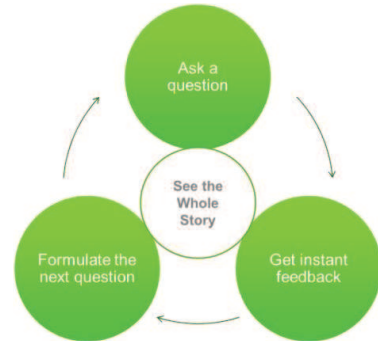 Ask a
question
See the
Whole
Story
Formulate the
next question
Get instant
feedback